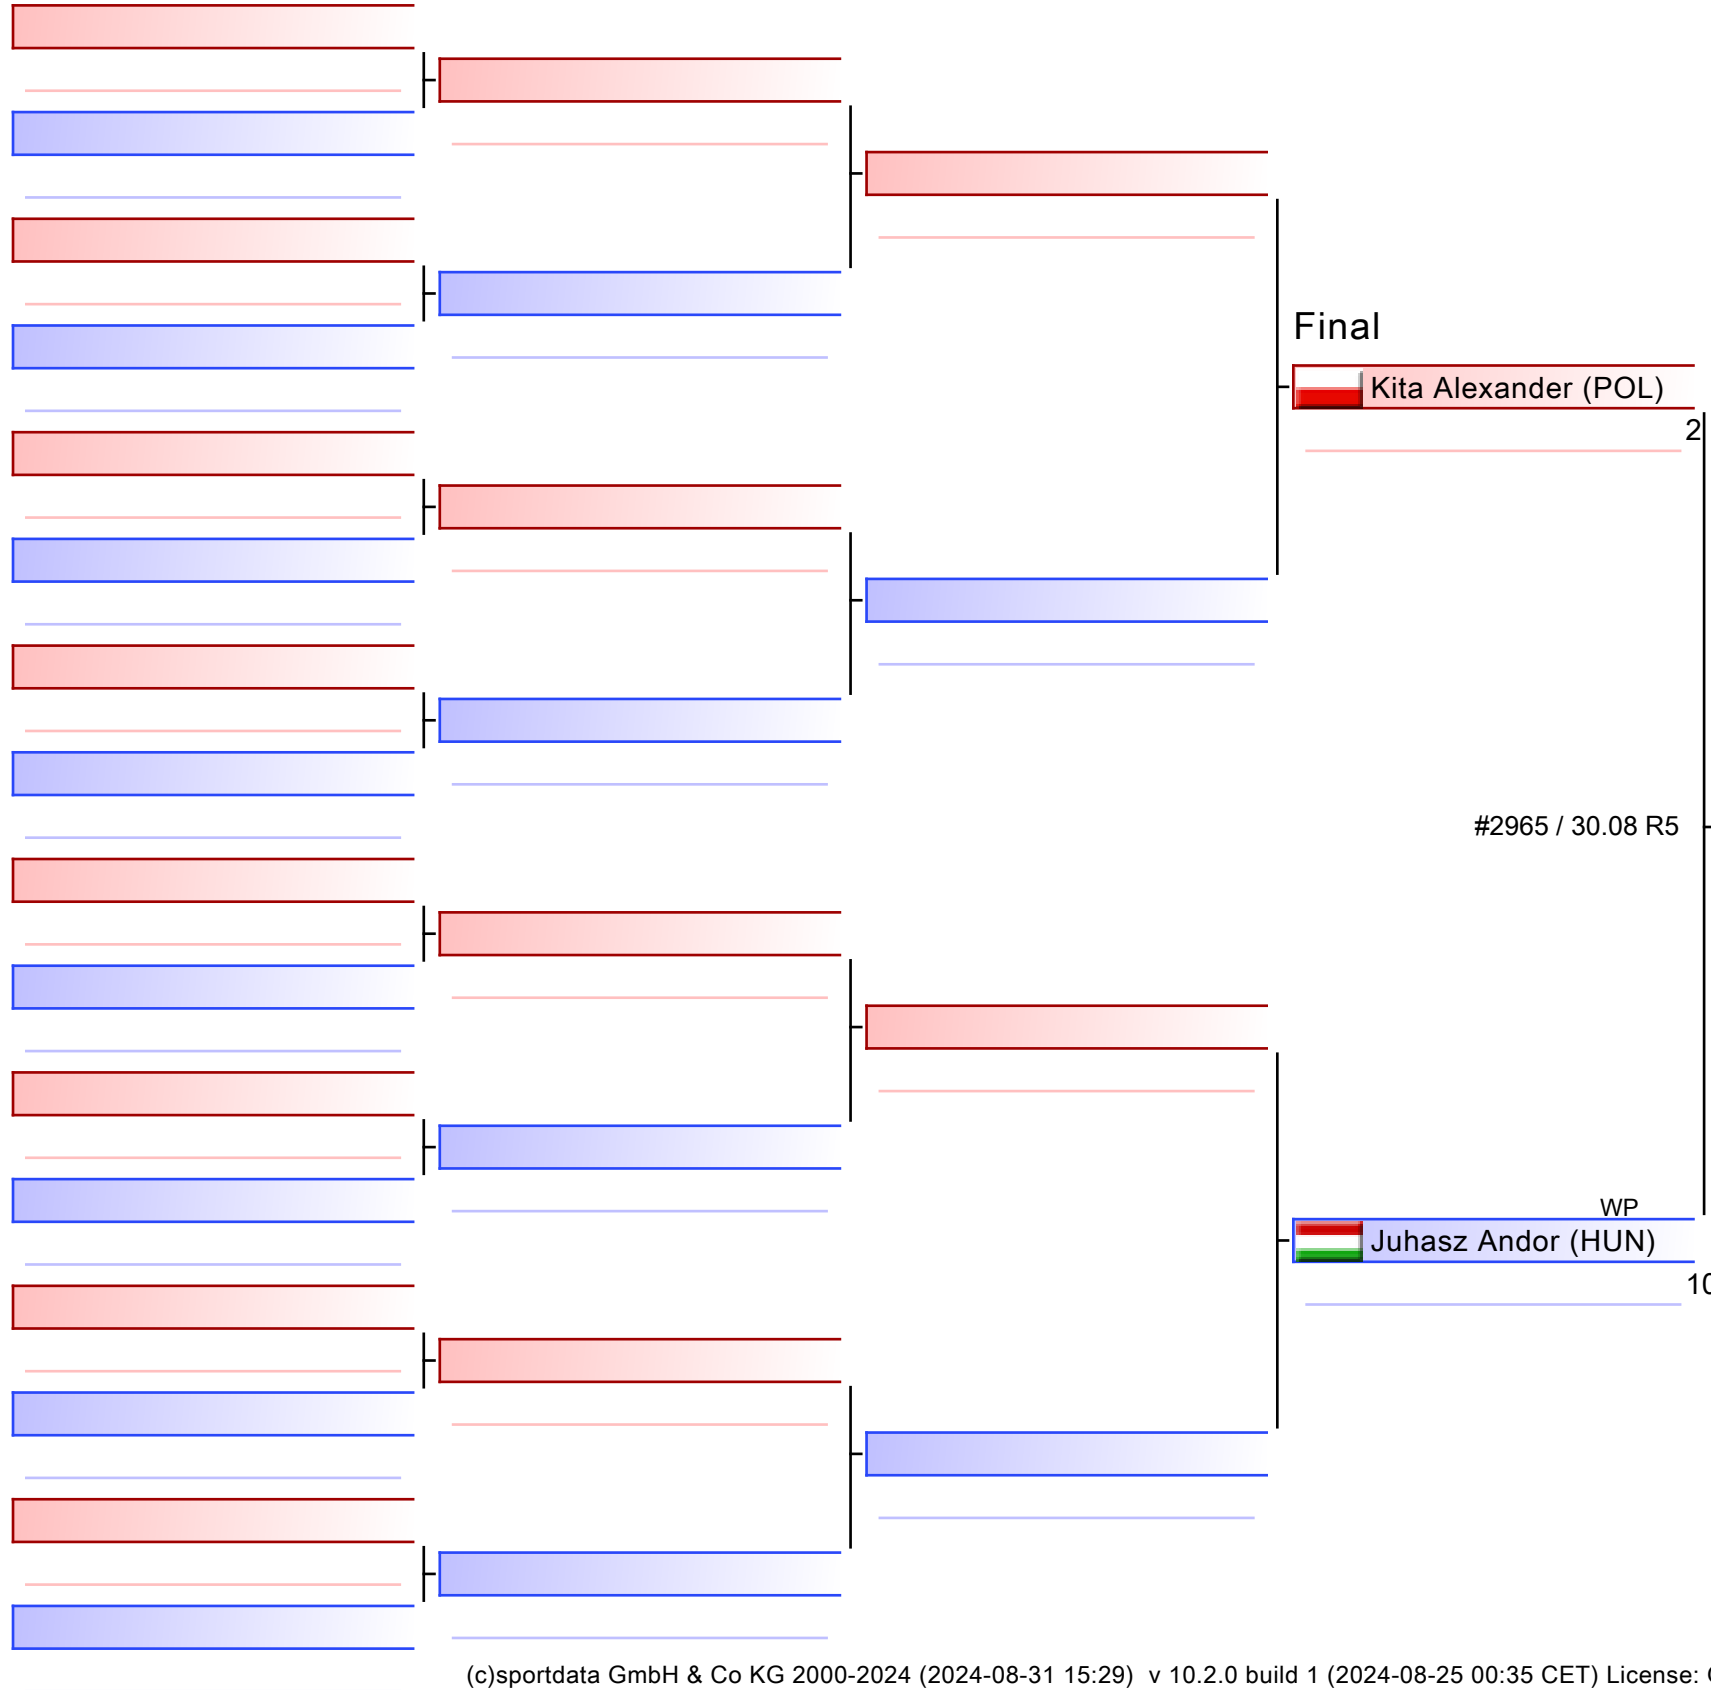 Final
Kita Alexander (POL)
2
#2965 / 30.08 R5
WP
Juhasz Andor (HUN)
10
(c)sportdata GmbH & Co KG 2000-2024 (2024-08-31 15:29) v 10.2.0 build 1 (2024-08-25 00:35 CET) License: